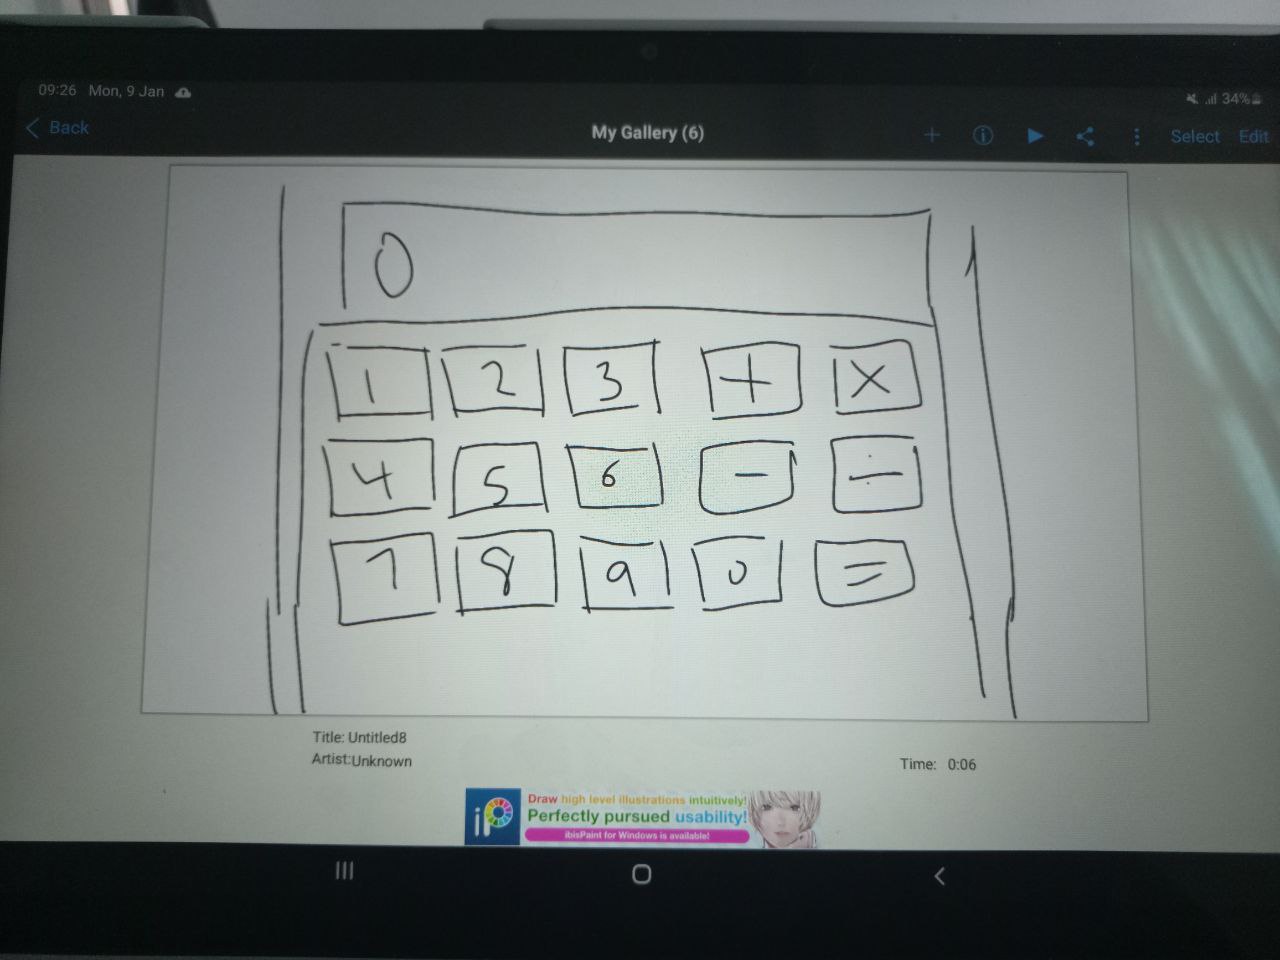 09:26 Mon, 9 Jan
34%
Back
My Gallery (6)
Select Edit
0
1 2 3 + ×
4 5 6 - ÷
7 8 9 0 =
Title: Untitled8
Artist:Unknown
Time: 0:06
iP
Draw high level illustrations intuitively!
Perfectly pursued usability!
ibisPaint for Windows is available!